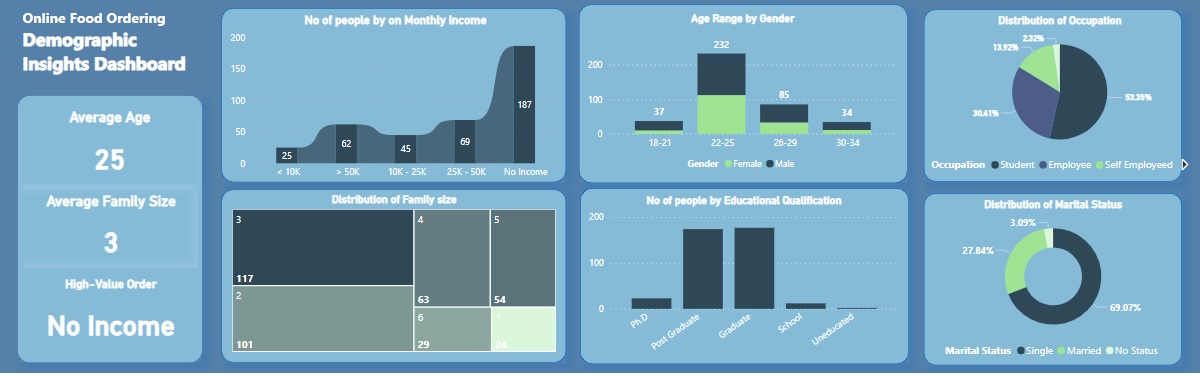 Online Food Ordering
Demographic
Insights Dashboard
Average Age
25
Average Family Size
3
High-Value Order
No Income
No of people by on Monthly Income
200
150
100
50
0
25
62
45
69
187
< 10K
> 50K
10K - 25K
25K - 50K
No Income
Age Range by Gender
200
100
0
37
232
85
34
18-21
22-25
26-29
30-34
Gender Female Male
Distribution of Occupation
2.32%
13.92%
30.41%
53.35%
Occupation Student Employee Self Employeed
Distribution of Family size
3
117
2
101
4
63
5
54
6
29
1
24
No of people by Educational Qualification
200
100
0
Ph.D
Post Graduate
Graduate
School
Uneducated
Distribution of Marital Status
3.09%
27.84%
69.07%
Marital Status Single Married No Status